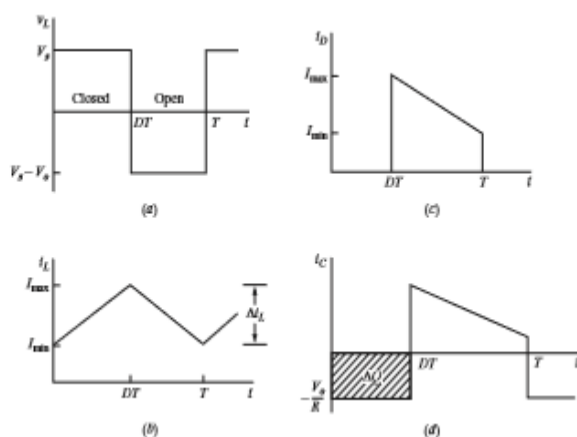 v_L
V_s
Closed
Open
DT
T
t
V_s − V_o
(a)
i_D
I_max
I_min
DT
T
t
(c)
i_L
I_max
I_min
Δi_L
DT
T
t
(b)
i_C
ΔQ
DT
T
t
−V_o/R
(d)